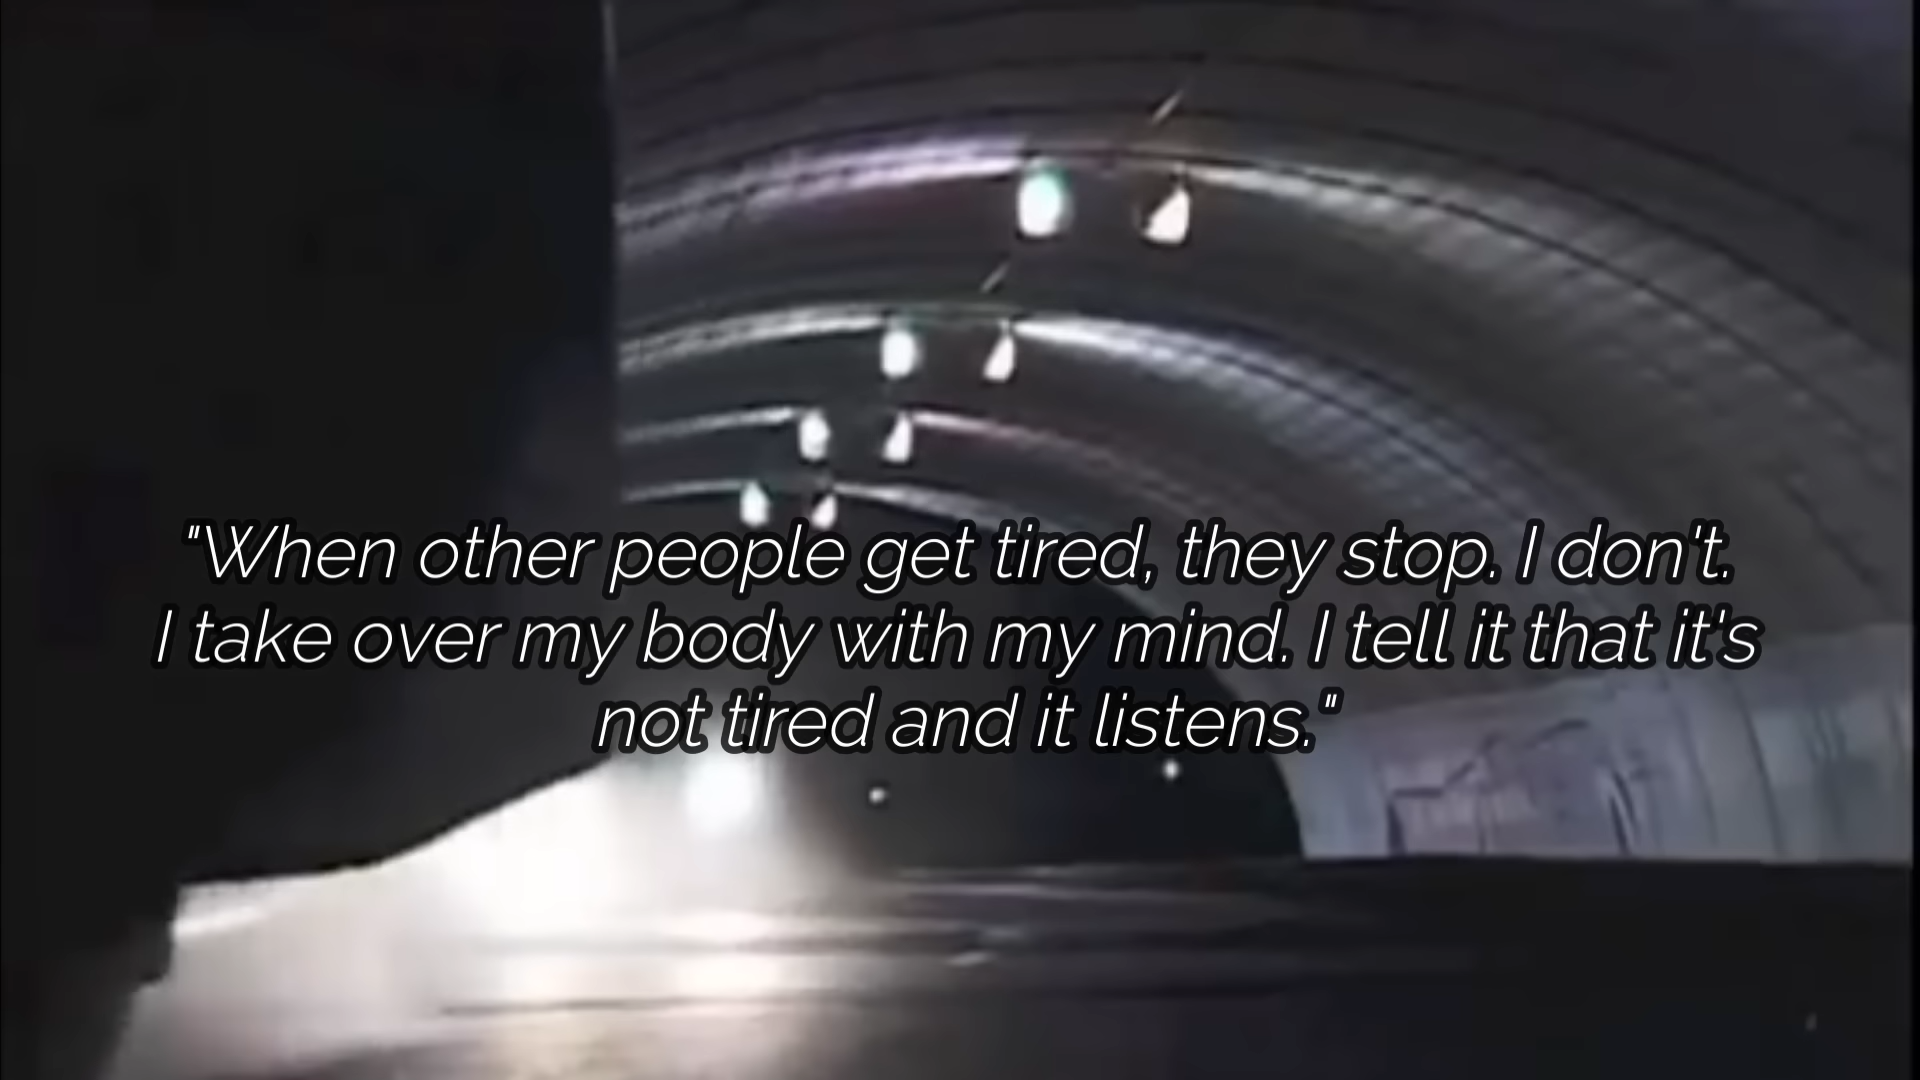 "When other people get tired, they stop. I don't.
I take over my body with my mind. I tell it that it's
not tired and it listens."